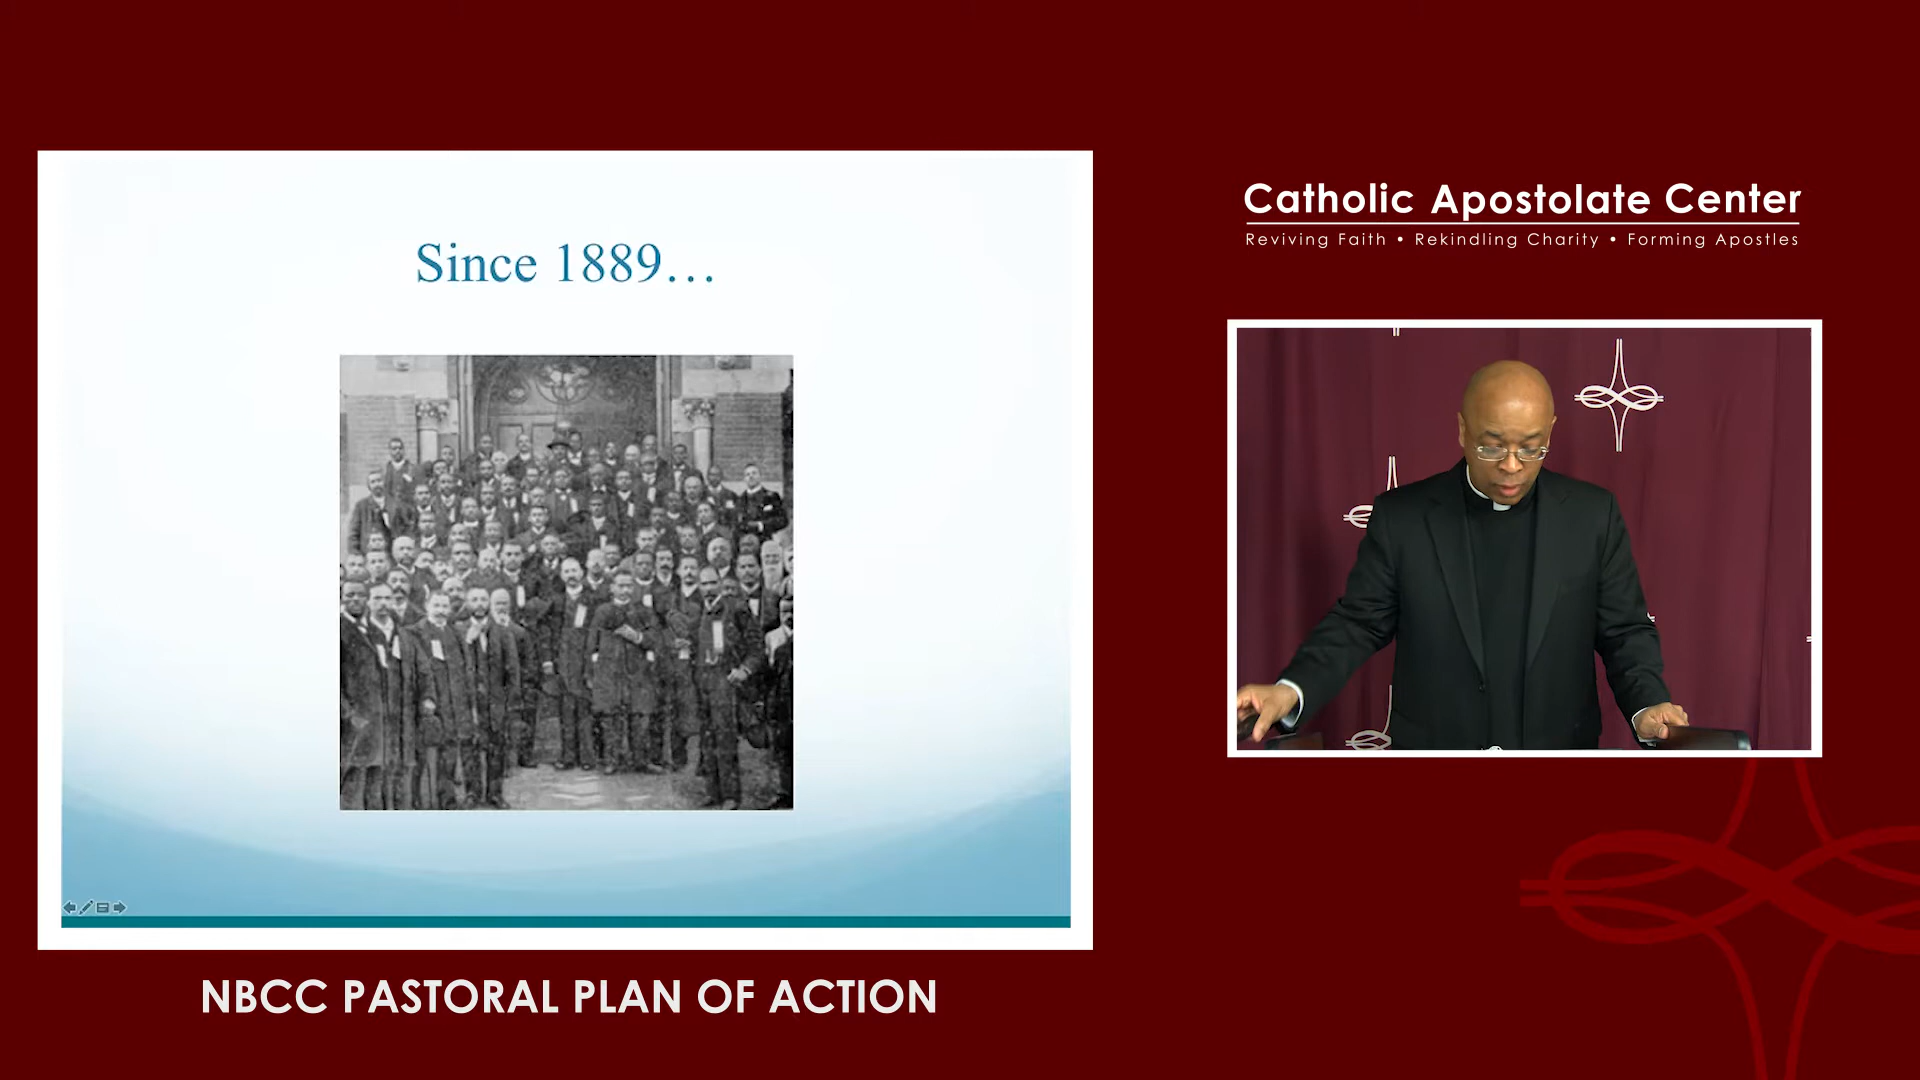 Since 1889…
Catholic Apostolate Center
Reviving Faith • Rekindling Charity • Forming Apostles
NBCC PASTORAL PLAN OF ACTION